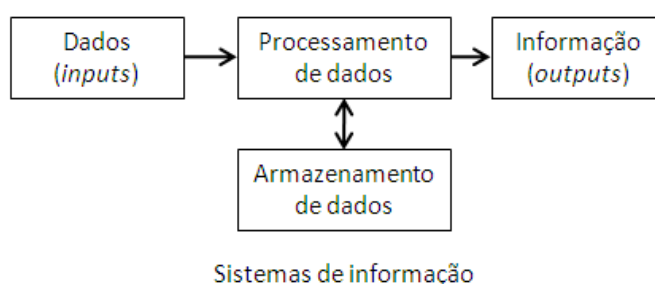 Dados
(inputs)
Processamento
de dados
Informação
(outputs)
Armazenamento
de dados
Sistemas de informação